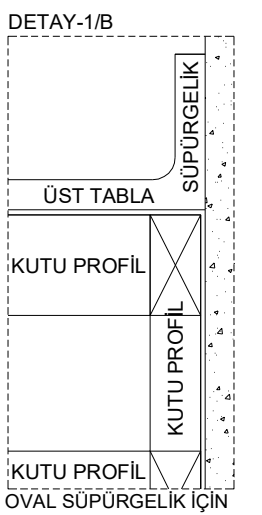 DETAY-1/B
SÜPÜRGELİK
ÜST TABLA
KUTU PROFİL
KUTU PROFİL
KUTU PROFİL
OVAL SÜPÜRGELİK İÇİN